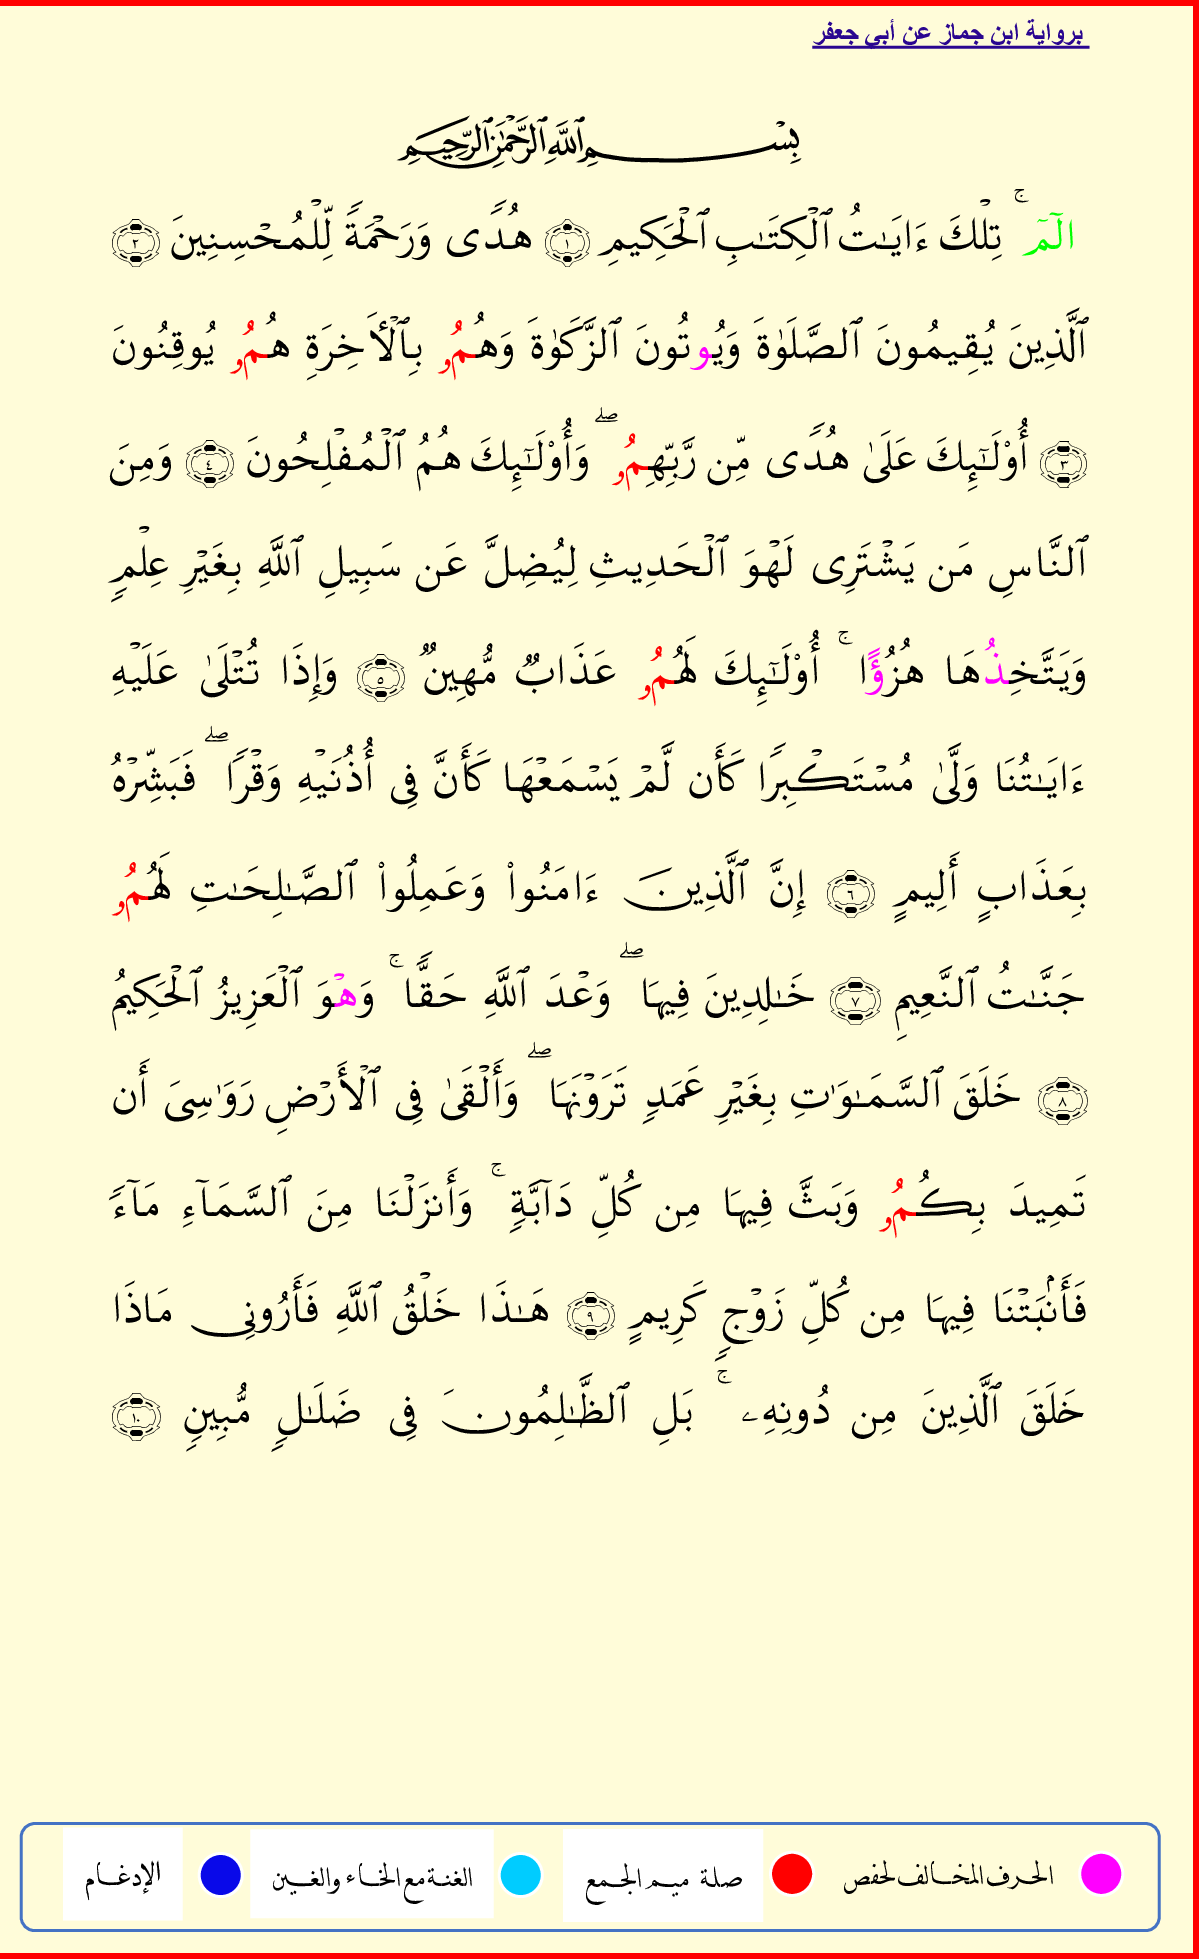 برواية ابن جماز عن أبي جعفر
بِسْمِ ٱللَّهِ ٱلرَّحْمَٰنِ ٱلرَّحِيمِ
الٓمٓ ۚ تِلْكَ ءَايَٰتُ ٱلْكِتَٰبِ ٱلْحَكِيمِ ١ هُدًى وَرَحْمَةً لِّلْمُحْسِنِينَ ٢
ٱلَّذِينَ يُقِيمُونَ ٱلصَّلَوٰةَ وَيُوتُونَ ٱلزَّكَوٰةَ وَهُمُۥ بِٱلْأَخِرَةِ هُمُۥ يُوقِنُونَ
٣ أُوْلَٰٓئِكَ عَلَىٰ هُدًى مِّن رَّبِّهِمُۥ ۖ وَأُوْلَٰٓئِكَ هُمُ ٱلْمُفْلِحُونَ ٤ وَمِنَ
ٱلنَّاسِ مَن يَشْتَرِى لَهْوَ ٱلْحَدِيثِ لِيُضِلَّ عَن سَبِيلِ ٱللَّهِ بِغَيْرِ عِلْمٍ
وَيَتَّخِذُهَا هُزُؤًا ۚ أُوْلَٰٓئِكَ لَهُمُۥ عَذَابٌ مُّهِينٌ ٥ وَإِذَا تُتْلَىٰ عَلَيْهِ
ءَايَٰتُنَا وَلَّىٰ مُسْتَكْبِرًا كَأَن لَّمْ يَسْمَعْهَا كَأَنَّ فِى أُذُنَيْهِ وَقْرًا ۖ فَبَشِّرْهُ
بِعَذَابٍ أَلِيمٍ ٦ إِنَّ ٱلَّذِينَ ءَامَنُوا۟ وَعَمِلُوا۟ ٱلصَّٰلِحَٰتِ لَهُمُۥ
جَنَّٰتُ ٱلنَّعِيمِ ٧ خَٰلِدِينَ فِيهَا ۖ وَعْدَ ٱللَّهِ حَقًّا ۚ وَهْوَ ٱلْعَزِيزُ ٱلْحَكِيمُ
٨ خَلَقَ ٱلسَّمَٰوَٰتِ بِغَيْرِ عَمَدٍ تَرَوْنَهَا ۖ وَأَلْقَىٰ فِى ٱلْأَرْضِ رَوَٰسِىَ أَن
تَمِيدَ بِكُمُۥ وَبَثَّ فِيهَا مِن كُلِّ دَآبَّةٍ ۚ وَأَنزَلْنَا مِنَ ٱلسَّمَآءِ مَآءً
فَأَنۢبَتْنَا فِيهَا مِن كُلِّ زَوْجٍ كَرِيمٍ ٩ هَٰذَا خَلْقُ ٱللَّهِ فَأَرُونِى مَاذَا
خَلَقَ ٱلَّذِينَ مِن دُونِهِۦ ۚ بَلِ ٱلظَّٰلِمُونَ فِى ضَلَٰلٍ مُّبِينٍ ١٠
الحرف المخالف لحفص صلة ميم الجمع الغنة مع الخاء والغين الإدغام